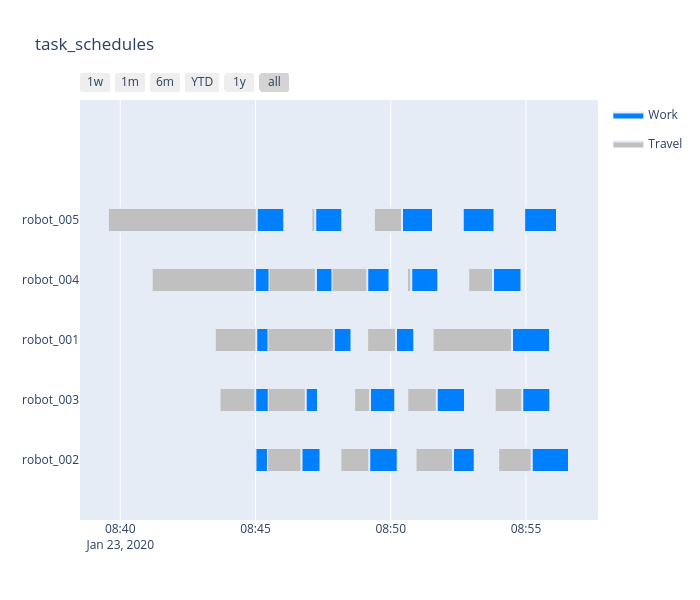 task_schedules
1w 1m 6m YTD 1y all
Work
Travel
robot_005
robot_004
robot_001
robot_003
robot_002
08:40 08:45 08:50 08:55
Jan 23, 2020